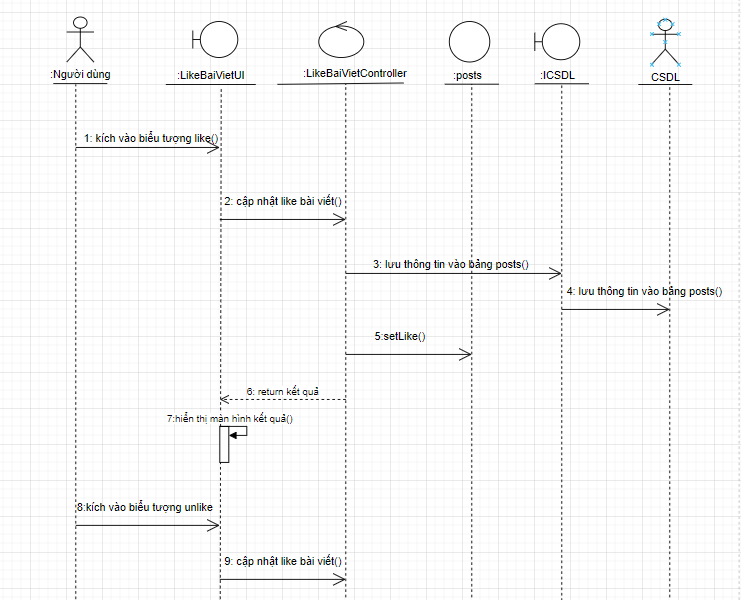 :Người dùng
:LikeBaiVietUI
:LikeBaiVietController
:posts
:ICSDL
CSDL
1: kích vào biểu tượng like()
2: cập nhật like bài viết()
3: lưu thông tin vào bảng posts()
4: lưu thông tin vào bảng posts()
5:setLike()
6: return kết quả
7:hiển thị màn hình kết quả()
8:kích vào biểu tượng unlike
9: cập nhật like bài viết()